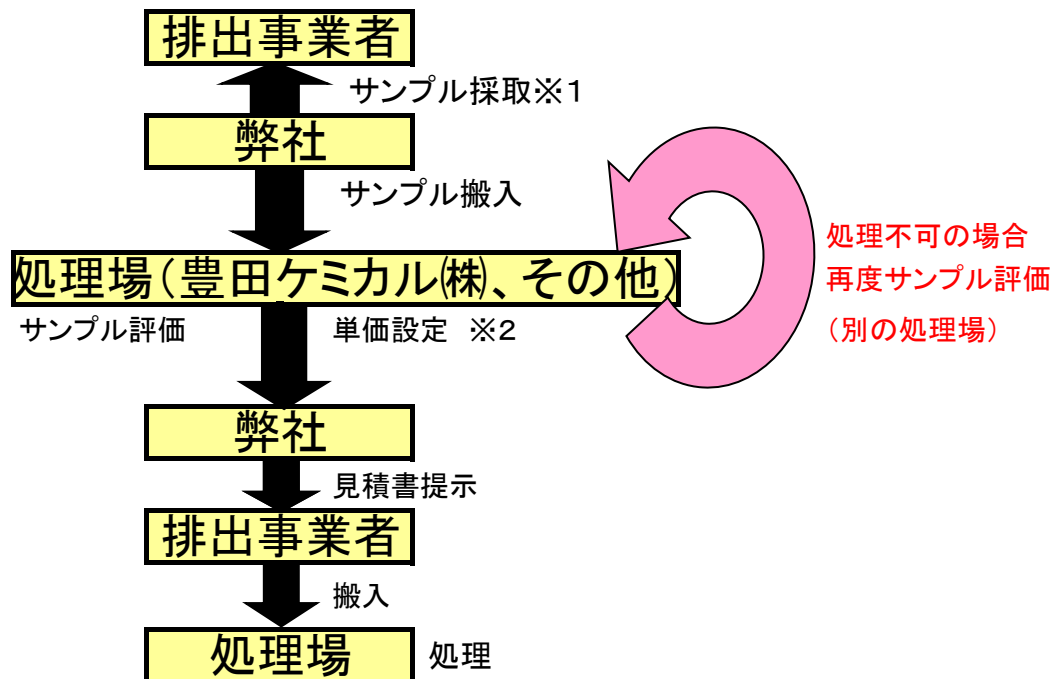 排出事業者
サンプル採取※1
弊社
サンプル搬入
処理場(豊田ケミカル㈱、その他)
処理不可の場合
再度サンプル評価
(別の処理場)
サンプル評価
単価設定 ※2
弊社
見積書提示
排出事業者
搬入
処理場
処理